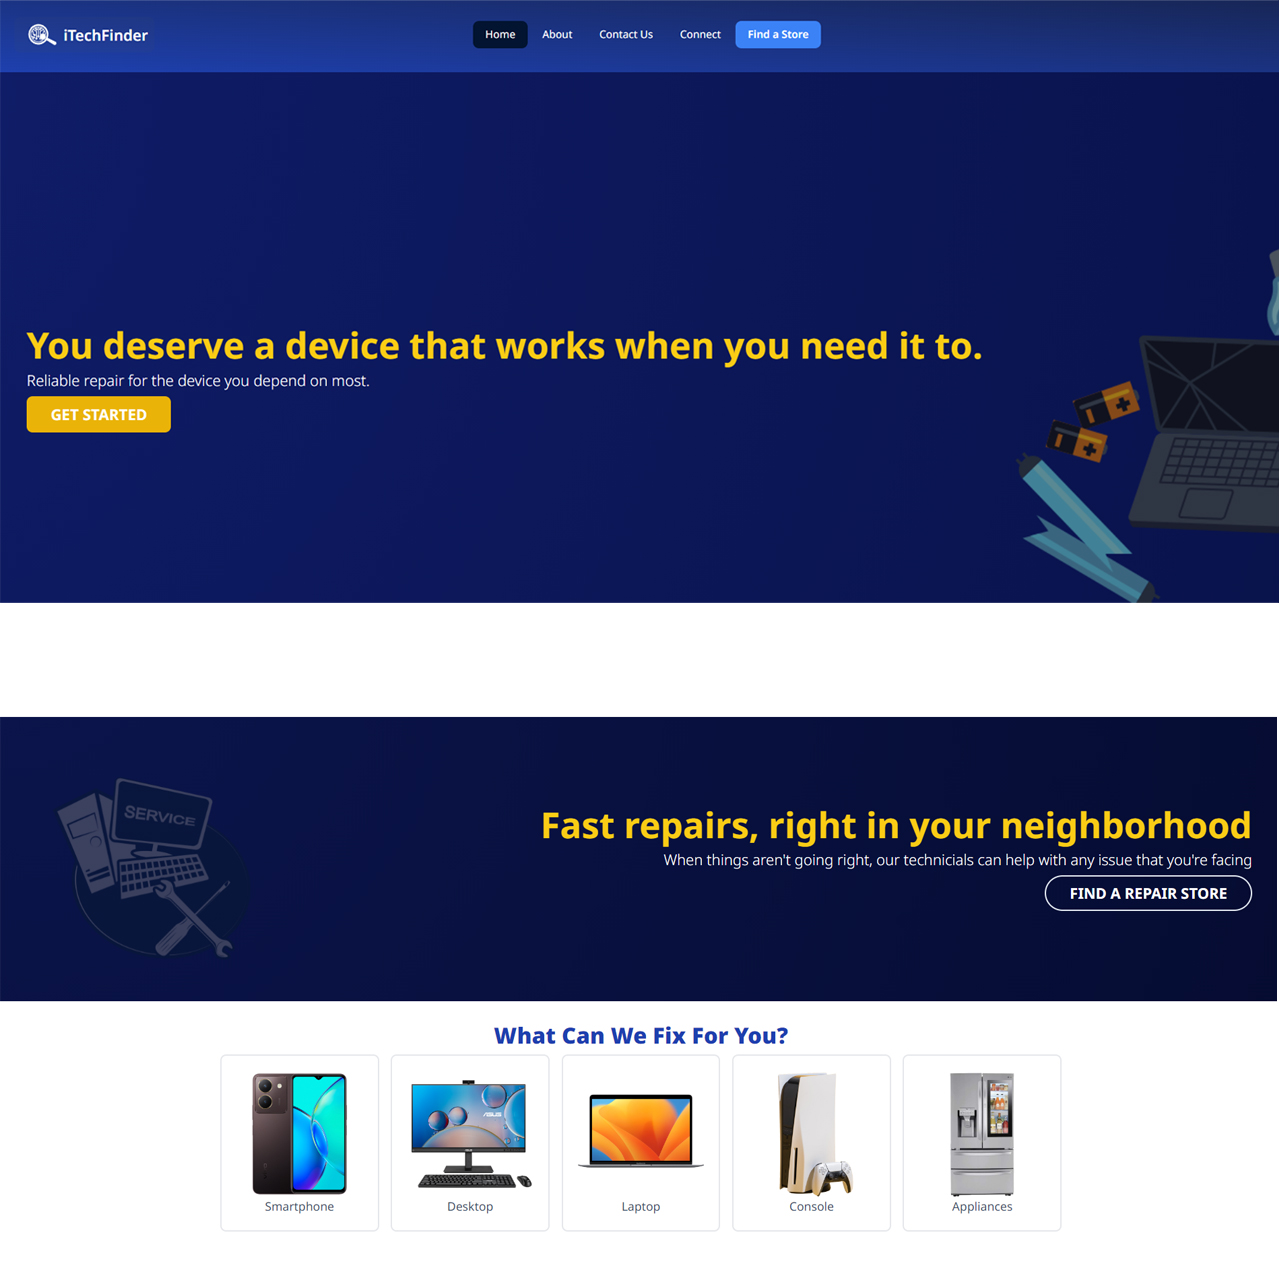 iTechFinder
Home About Contact Us Connect Find a Store
You deserve a device that works when you need it to.
Reliable repair for the device you depend on most.
GET STARTED
SERVICE
Fast repairs, right in your neighborhood
When things aren't going right, our technicials can help with any issue that you're facing
FIND A REPAIR STORE
What Can We Fix For You?
ASUS
Smartphone Desktop Laptop Console Appliances